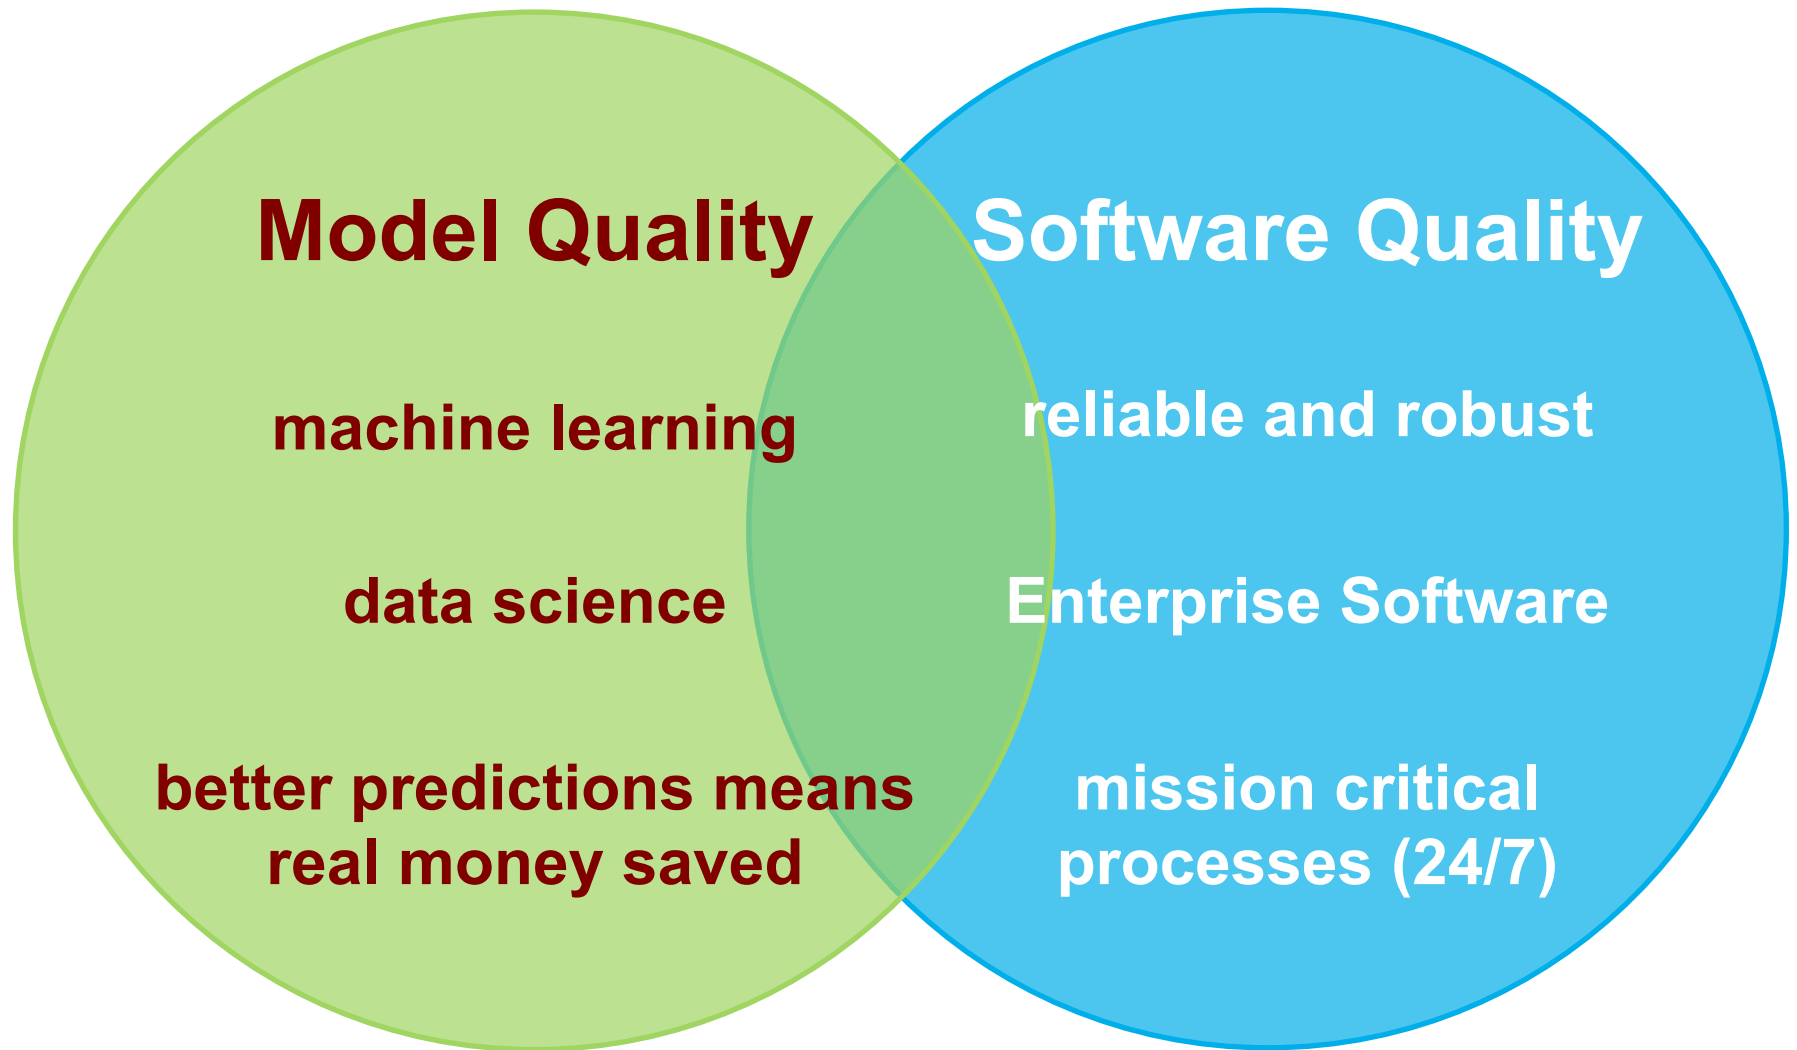 Model Quality
machine learning
data science
better predictions means
real money saved
Software Quality
reliable and robust
Enterprise Software
mission critical
processes (24/7)